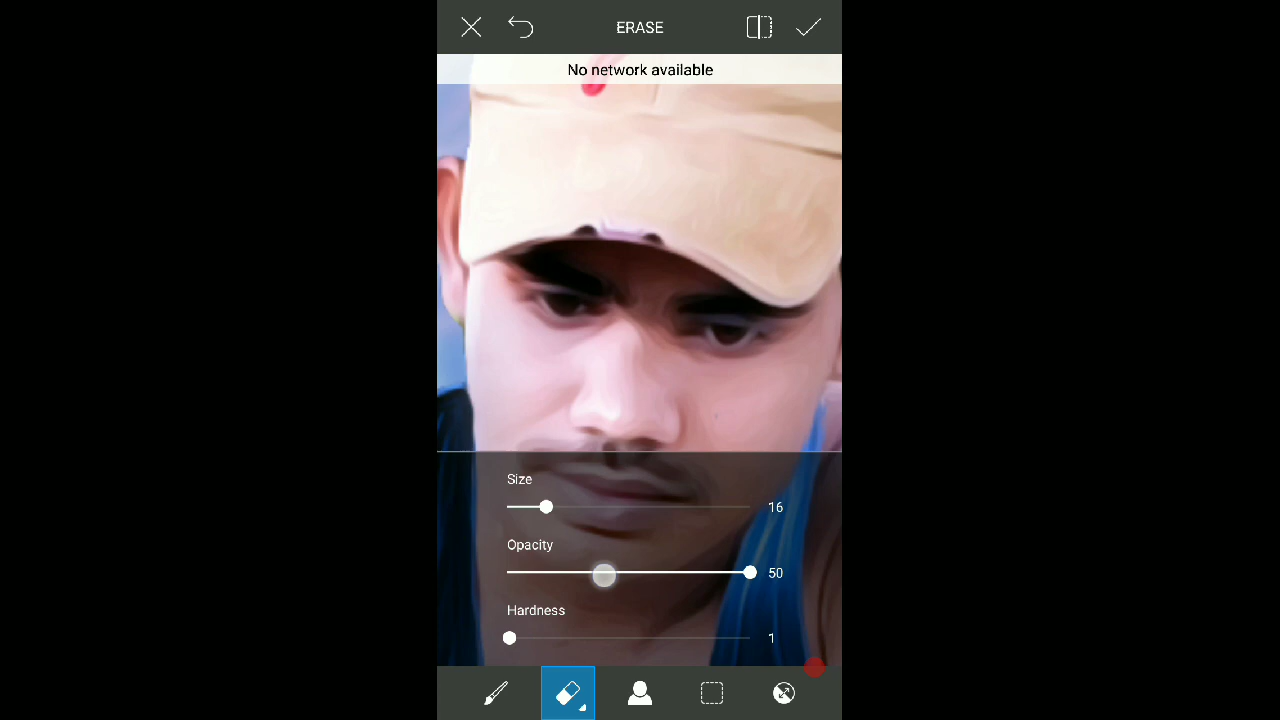 ERASE
No network available
Size
16
Opacity
50
Hardness
1